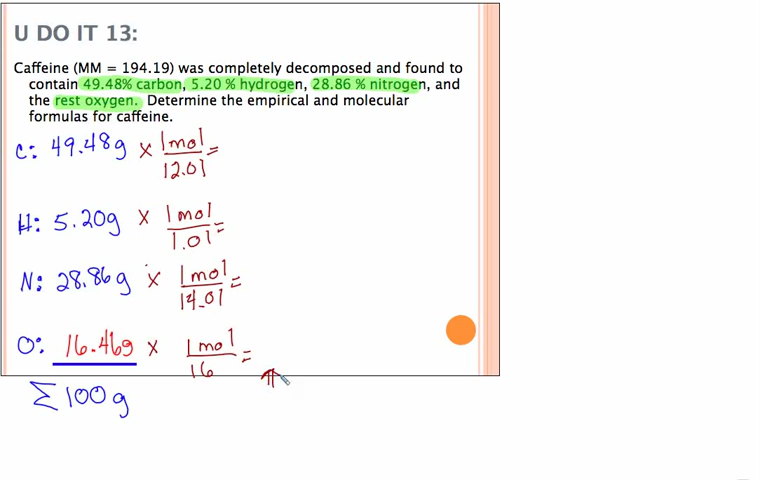 U DO IT 13:
Caffeine (MM = 194.19) was completely decomposed and found to
contain 49.48% carbon, 5.20 % hydrogen, 28.86 % nitrogen, and
the rest oxygen. Determine the empirical and molecular
formulas for caffeine.
C: 49.48g × 1mol/12.01 =
H: 5.20g × 1mol/1.01 =
N: 28.86g × 1mol/14.01 =
O: 16.46g × 1mol/16 =
Σ 100g